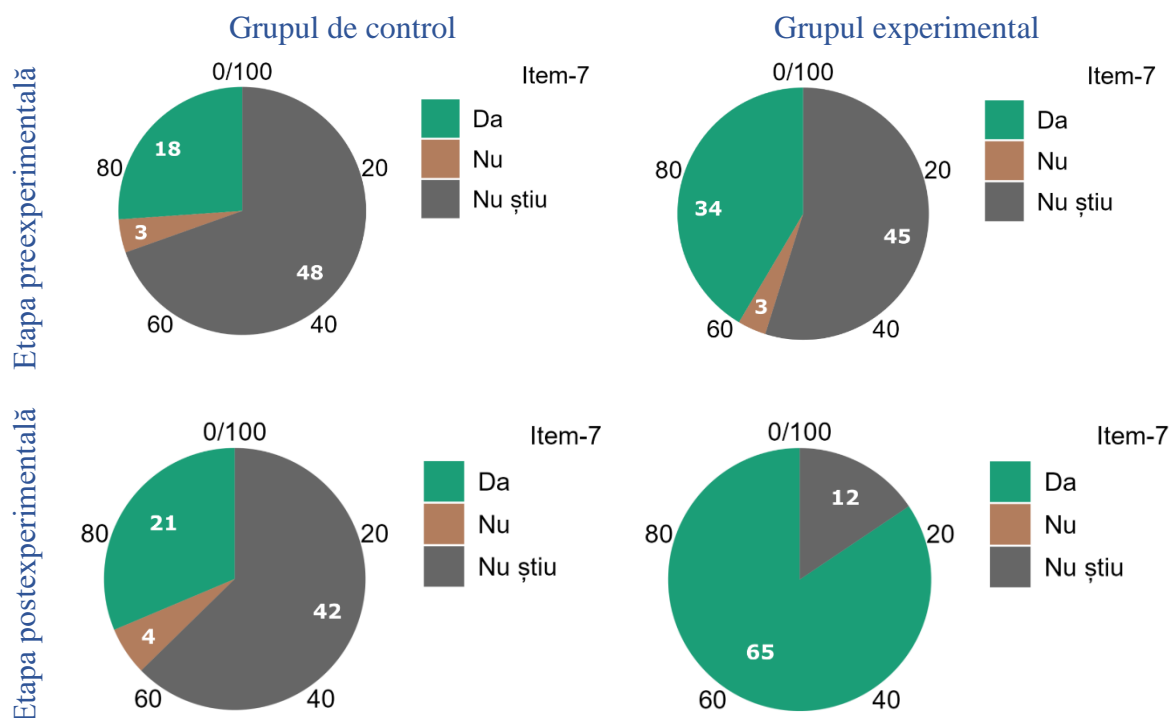 Grupul de control
Grupul experimental
Etapa preexperimentală
0/100
Item-7
Da
Nu
Nu știu
80
18
20
3
48
60
40
0/100
Item-7
Da
Nu
Nu știu
80
34
20
45
3
60
40
Etapa postexperimentală
0/100
Item-7
Da
Nu
Nu știu
80
21
20
42
4
60
40
0/100
Item-7
Da
Nu
Nu știu
12
80
20
65
60
40